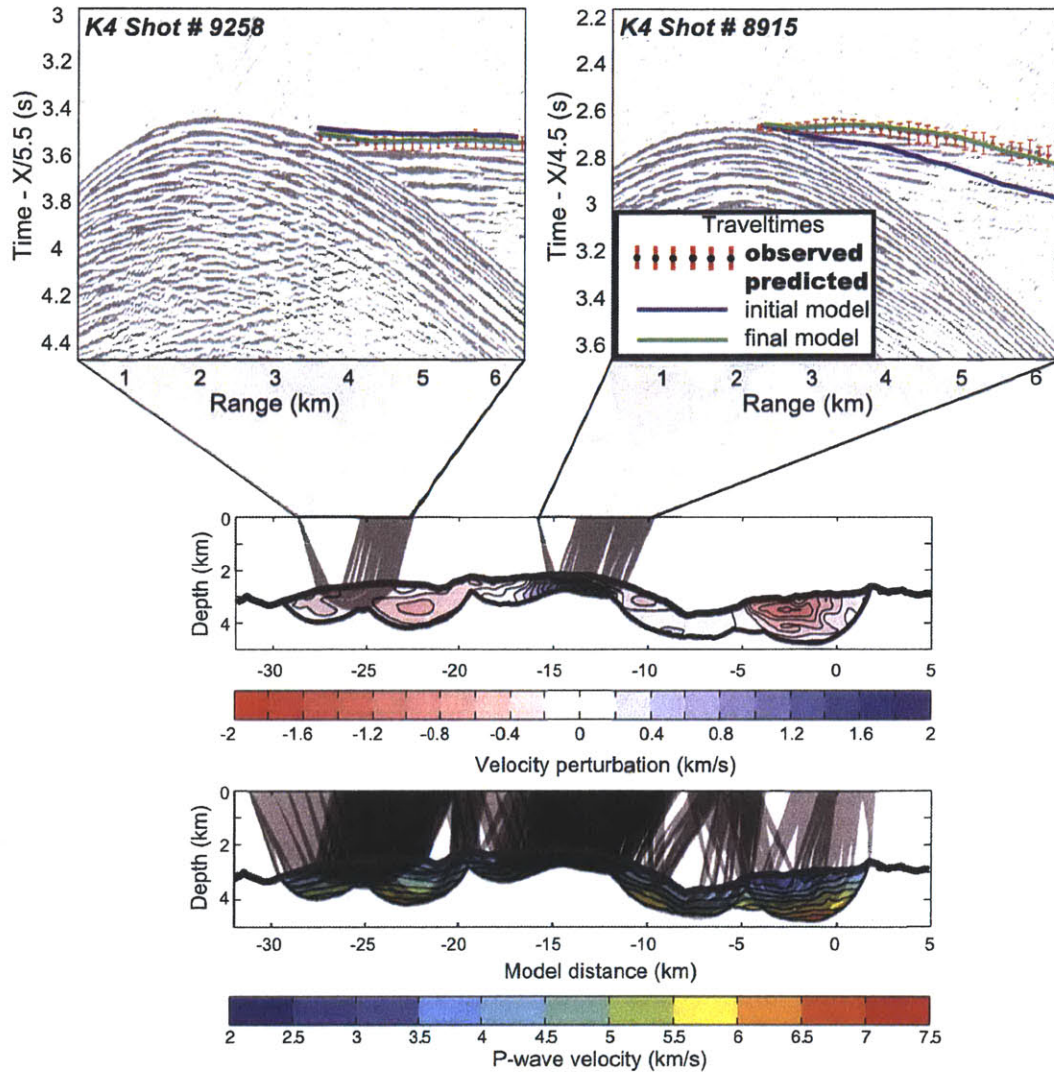 K4 Shot # 9258
3
3.2
3.4
3.6
3.8
4
4.2
4.4
Time - X/5.5 (s)
1 2 3 4 5 6
Range (km)
K4 Shot # 8915
2.2
2.4
2.6
2.8
3
3.2
3.4
3.6
Time - X/4.5 (s)
Traveltimes
observed
predicted
initial model
final model
1 2 3 4 5 6
Range (km)
0
2
4
Depth (km)
-30 -25 -20 -15 -10 -5 0 5
-2 -1.6 -1.2 -0.8 -0.4 0 0.4 0.8 1.2 1.6 2
Velocity perturbation (km/s)
0
2
4
Depth (km)
-30 -25 -20 -15 -10 -5 0 5
Model distance (km)
2 2.5 3 3.5 4 4.5 5 5.5 6 6.5 7 7.5
P-wave velocity (km/s)